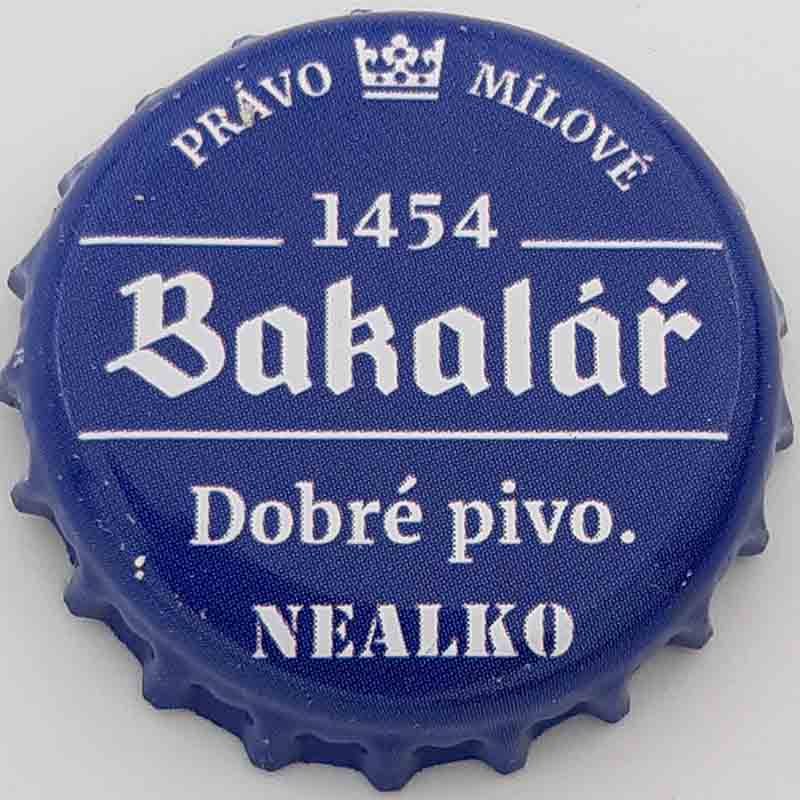 PRÁVO MÍLOVÉ
1454
Bakalář
Dobré pivo.
NEALKO